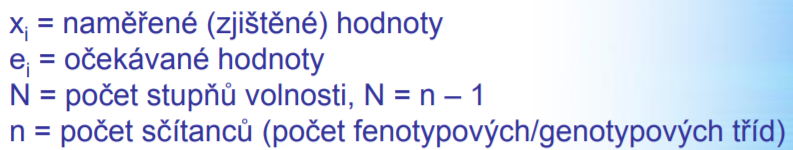 xᵢ = naměřené (zjištěné) hodnoty
eᵢ = očekávané hodnoty
N = počet stupňů volnosti, N = n – 1
n = počet sčítanců (počet fenotypových/genotypových tříd)